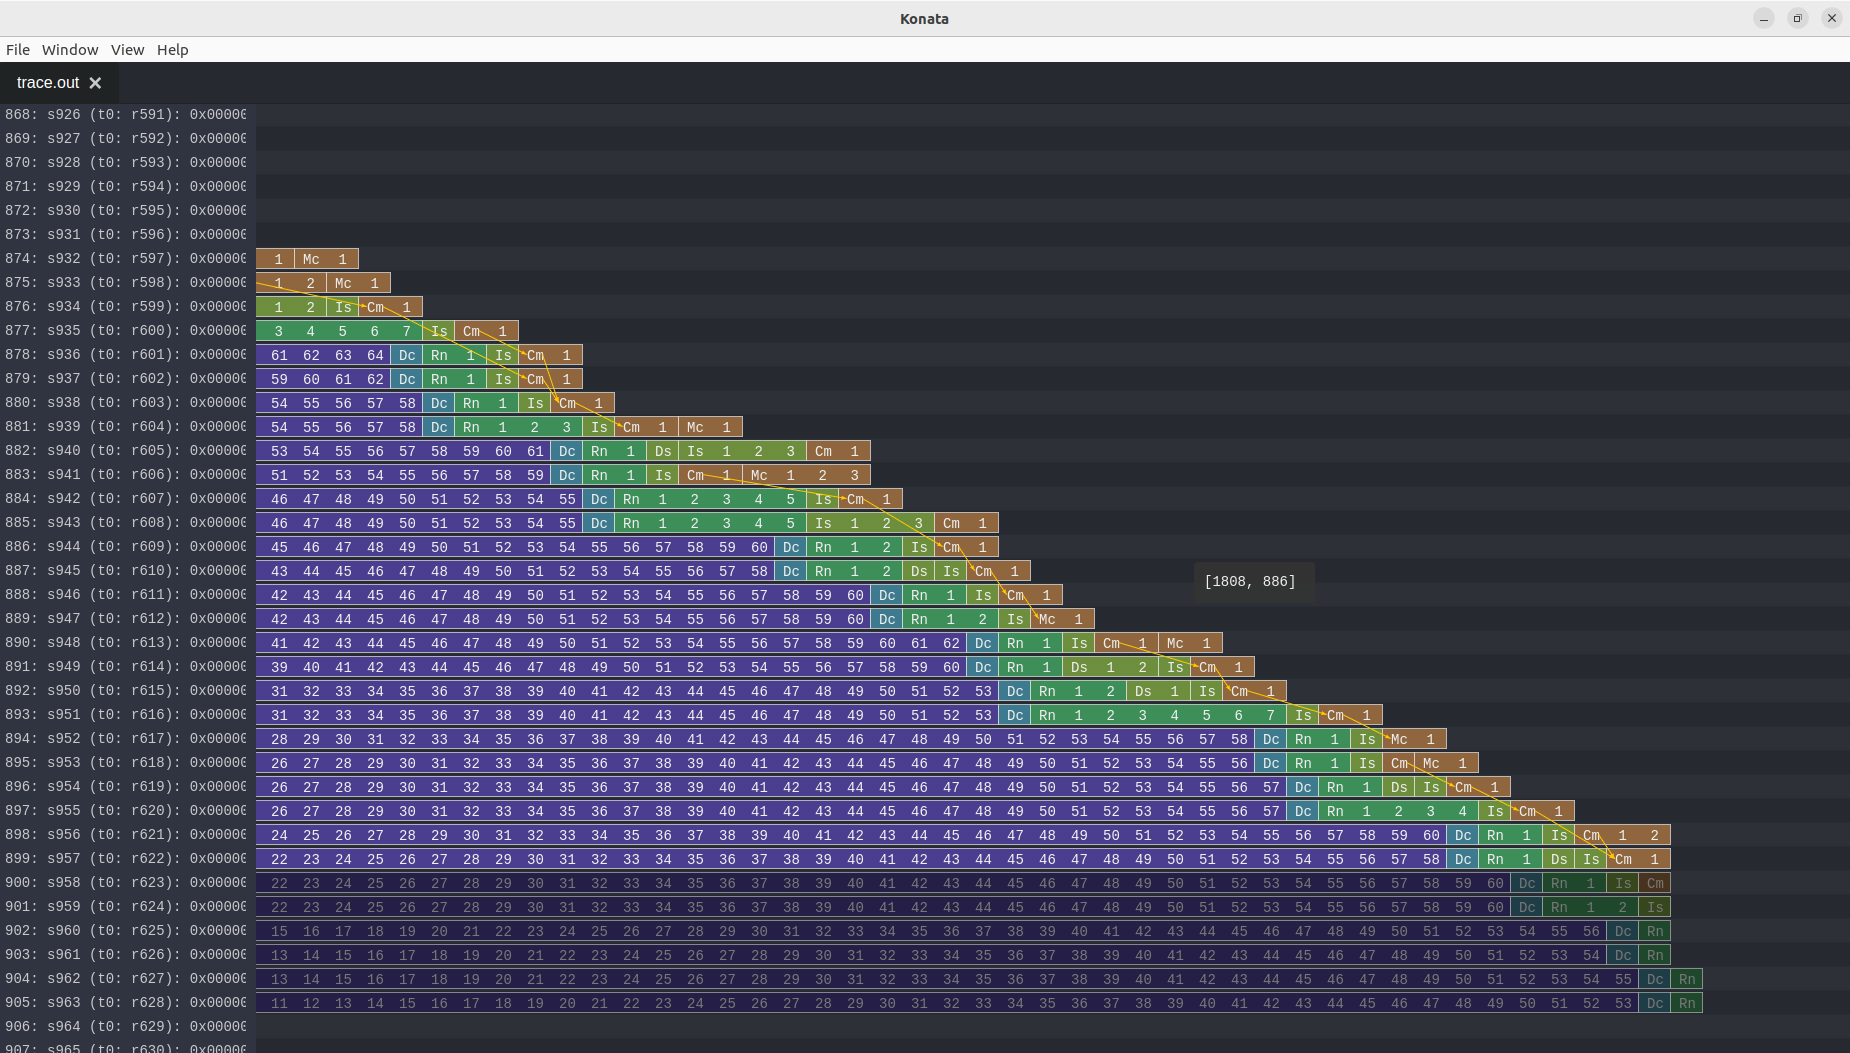 Konata
File Window View Help
trace.out
868: s926 (t0: r591): 0x00000
869: s927 (t0: r592): 0x00000
870: s928 (t0: r593): 0x00000
871: s929 (t0: r594): 0x00000
872: s930 (t0: r595): 0x00000
873: s931 (t0: r596): 0x00000
874: s932 (t0: r597): 0x00000 1 Mc 1
875: s933 (t0: r598): 0x00000 1 2 Mc 1
876: s934 (t0: r599): 0x00000 1 2 Is Cm 1
877: s935 (t0: r600): 0x00000 3 4 5 6 7 Is Cm 1
878: s936 (t0: r601): 0x00000 61 62 63 64 Dc Rn 1 Is Cm 1
879: s937 (t0: r602): 0x00000 59 60 61 62 Dc Rn 1 Is Cm 1
880: s938 (t0: r603): 0x00000 54 55 56 57 58 Dc Rn 1 Is Cm 1
881: s939 (t0: r604): 0x00000 54 55 56 57 58 Dc Rn 1 2 3 Is Cm 1 Mc 1
882: s940 (t0: r605): 0x00000 53 54 55 56 57 58 59 60 61 Dc Rn 1 Ds Is 1 2 3 Cm 1
883: s941 (t0: r606): 0x00000 51 52 53 54 55 56 57 58 59 Dc Rn 1 Is Cm 1 Mc 1 2 3
884: s942 (t0: r607): 0x00000 46 47 48 49 50 51 52 53 54 55 Dc Rn 1 2 3 4 5 Is Cm 1
885: s943 (t0: r608): 0x00000 46 47 48 49 50 51 52 53 54 55 Dc Rn 1 2 3 4 5 Is 1 2 3 Cm 1
886: s944 (t0: r609): 0x00000 45 46 47 48 49 50 51 52 53 54 55 56 57 58 59 60 Dc Rn 1 2 Is Cm 1
887: s945 (t0: r610): 0x00000 43 44 45 46 47 48 49 50 51 52 53 54 55 56 57 58 Dc Rn 1 2 Ds Is Cm 1
[1808, 886]
888: s946 (t0: r611): 0x00000 42 43 44 45 46 47 48 49 50 51 52 53 54 55 56 57 58 59 60 Dc Rn 1 Is Cm 1
889: s947 (t0: r612): 0x00000 42 43 44 45 46 47 48 49 50 51 52 53 54 55 56 57 58 59 60 Dc Rn 1 2 Is Mc 1
890: s948 (t0: r613): 0x00000 41 42 43 44 45 46 47 48 49 50 51 52 53 54 55 56 57 58 59 60 61 62 Dc Rn 1 Is Cm 1 Mc 1
891: s949 (t0: r614): 0x00000 39 40 41 42 43 44 45 46 47 48 49 50 51 52 53 54 55 56 57 58 59 60 Dc Rn 1 Ds 1 2 Is Cm 1
892: s950 (t0: r615): 0x00000 31 32 33 34 35 36 37 38 39 40 41 42 43 44 45 46 47 48 49 50 51 52 53 Dc Rn 1 2 Ds 1 Is Cm 1
893: s951 (t0: r616): 0x00000 31 32 33 34 35 36 37 38 39 40 41 42 43 44 45 46 47 48 49 50 51 52 53 Dc Rn 1 2 3 4 5 6 7 Is Cm 1
894: s952 (t0: r617): 0x00000 28 29 30 31 32 33 34 35 36 37 38 39 40 41 42 43 44 45 46 47 48 49 50 51 52 53 54 55 56 57 58 Dc Rn 1 Is Mc 1
895: s953 (t0: r618): 0x00000 26 27 28 29 30 31 32 33 34 35 36 37 38 39 40 41 42 43 44 45 46 47 48 49 50 51 52 53 54 55 56 Dc Rn 1 Is Cm Mc 1
896: s954 (t0: r619): 0x00000 26 27 28 29 30 31 32 33 34 35 36 37 38 39 40 41 42 43 44 45 46 47 48 49 50 51 52 53 54 55 56 57 Dc Rn 1 Ds Is Cm 1
897: s955 (t0: r620): 0x00000 26 27 28 29 30 31 32 33 34 35 36 37 38 39 40 41 42 43 44 45 46 47 48 49 50 51 52 53 54 55 56 57 Dc Rn 1 2 3 4 Is Cm 1
898: s956 (t0: r621): 0x00000 24 25 26 27 28 29 30 31 32 33 34 35 36 37 38 39 40 41 42 43 44 45 46 47 48 49 50 51 52 53 54 55 56 57 58 59 60 Dc Rn 1 Is Cm 1 2
899: s957 (t0: r622): 0x00000 22 23 24 25 26 27 28 29 30 31 32 33 34 35 36 37 38 39 40 41 42 43 44 45 46 47 48 49 50 51 52 53 54 55 56 57 58 Dc Rn 1 Ds Is Cm 1
900: s958 (t0: r623): 0x00000 22 23 24 25 26 27 28 29 30 31 32 33 34 35 36 37 38 39 40 41 42 43 44 45 46 47 48 49 50 51 52 53 54 55 56 57 58 59 60 Dc Rn 1 Is Cm
901: s959 (t0: r624): 0x00000 22 23 24 25 26 27 28 29 30 31 32 33 34 35 36 37 38 39 40 41 42 43 44 45 46 47 48 49 50 51 52 53 54 55 56 57 58 59 60 Dc Rn 1 2 Is
902: s960 (t0: r625): 0x00000 15 16 17 18 19 20 21 22 23 24 25 26 27 28 29 30 31 32 33 34 35 36 37 38 39 40 41 42 43 44 45 46 47 48 49 50 51 52 53 54 55 56 Dc Rn
903: s961 (t0: r626): 0x00000 13 14 15 16 17 18 19 20 21 22 23 24 25 26 27 28 29 30 31 32 33 34 35 36 37 38 39 40 41 42 43 44 45 46 47 48 49 50 51 52 53 54 Dc Rn
904: s962 (t0: r627): 0x00000 13 14 15 16 17 18 19 20 21 22 23 24 25 26 27 28 29 30 31 32 33 34 35 36 37 38 39 40 41 42 43 44 45 46 47 48 49 50 51 52 53 54 55 Dc Rn
905: s963 (t0: r628): 0x00000 11 12 13 14 15 16 17 18 19 20 21 22 23 24 25 26 27 28 29 30 31 32 33 34 35 36 37 38 39 40 41 42 43 44 45 46 47 48 49 50 51 52 53 Dc Rn
906: s964 (t0: r629): 0x00000
907: s965 (t0: r630): 0x00000